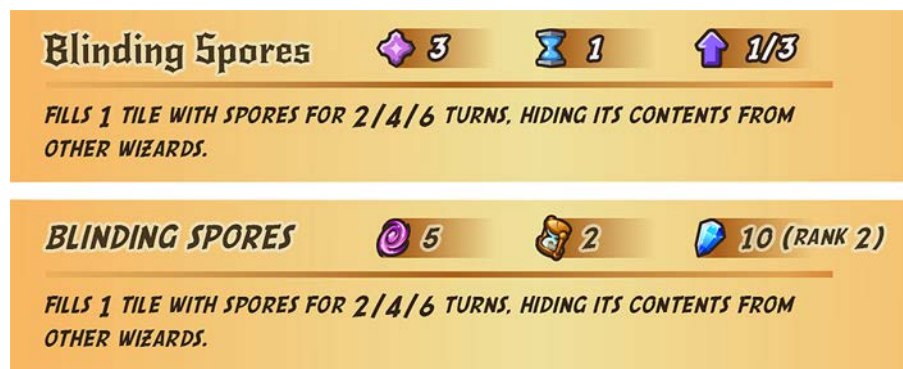 Blinding Spores 3 1 1/3
FILLS 1 TILE WITH SPORES FOR 2/4/6 TURNS, HIDING ITS CONTENTS FROM
OTHER WIZARDS.
BLINDING SPORES 5 2 10 (RANK 2)
FILLS 1 TILE WITH SPORES FOR 2/4/6 TURNS, HIDING ITS CONTENTS FROM
OTHER WIZARDS.